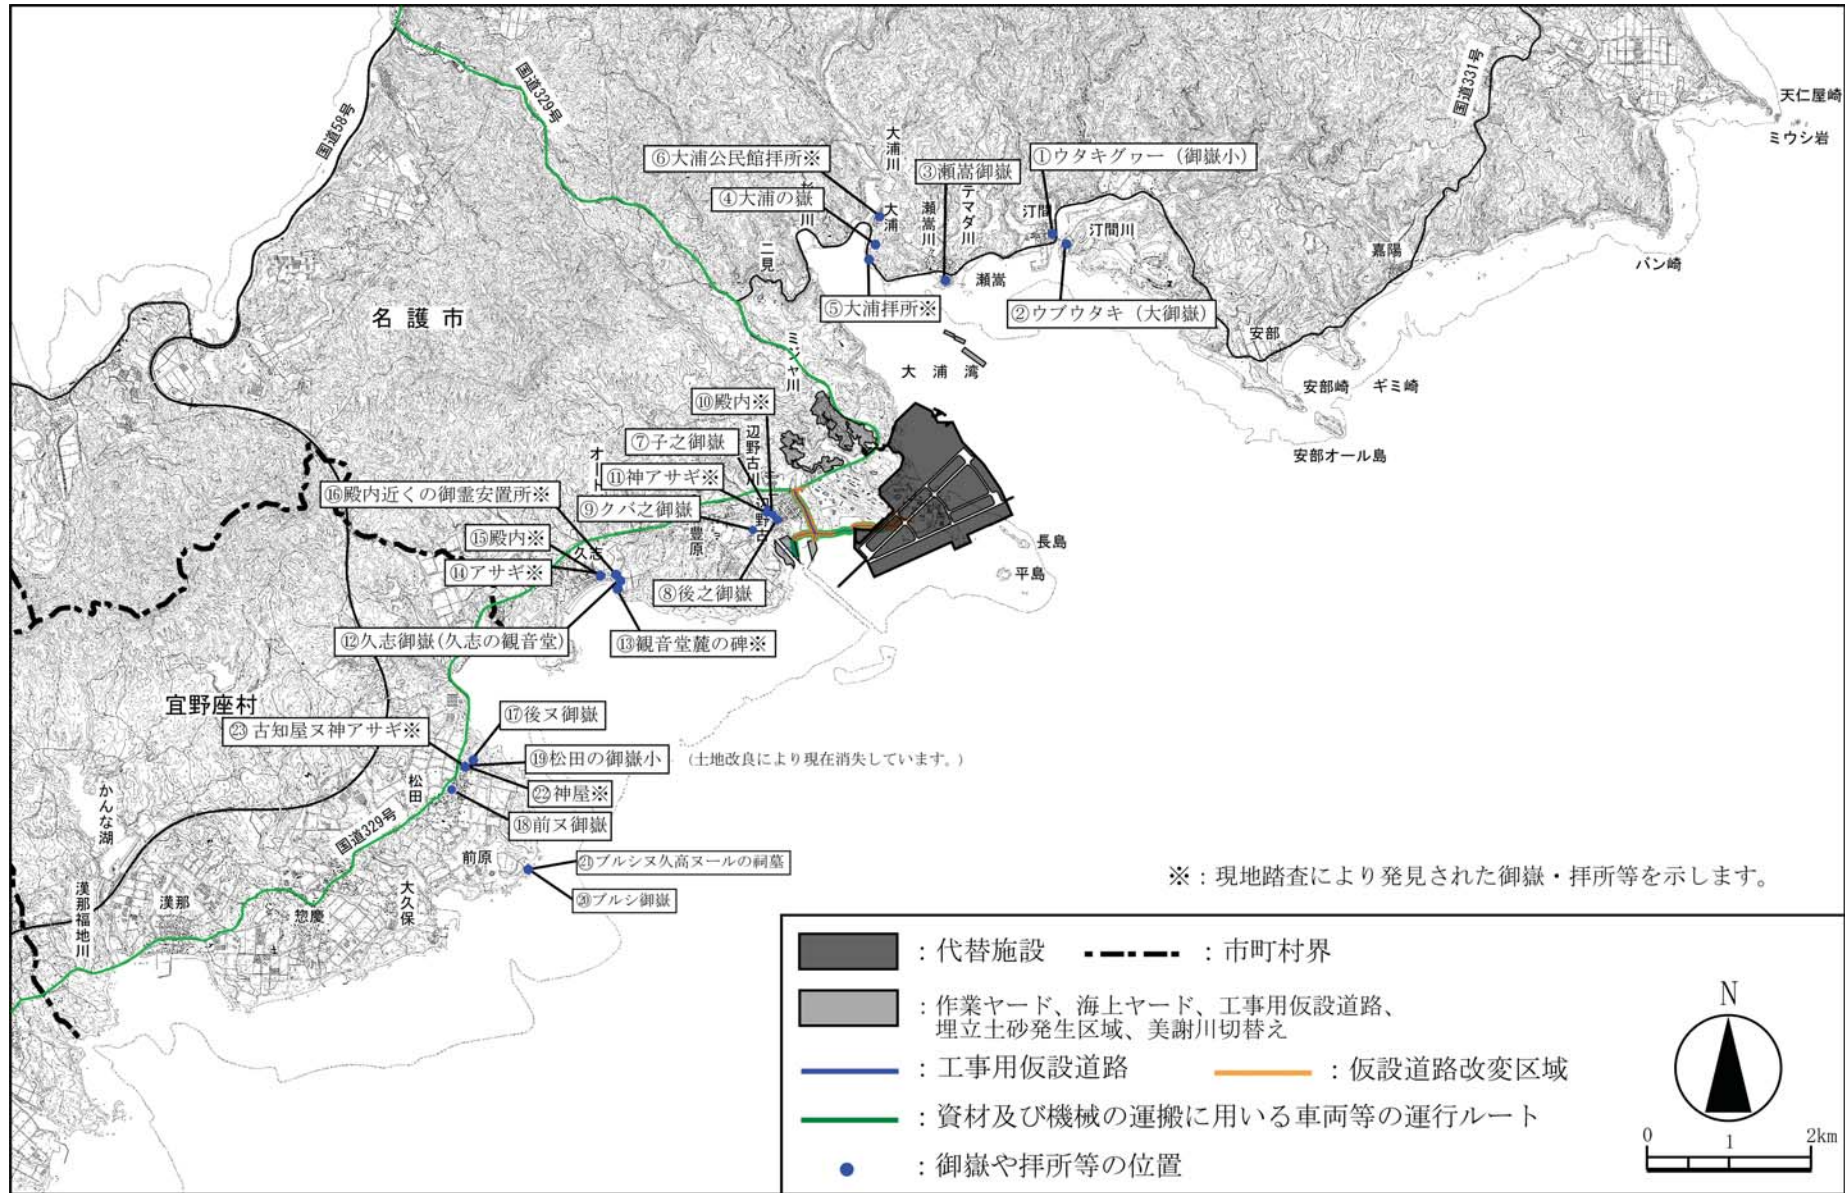 国道58号
国道329号
国道331号
天仁屋崎
ミウシ岩
バン崎
嘉陽
大浦川
⑥大浦公民館拝所※
④大浦の嶽
③瀬嵩御嶽
①ウタキグヮー（御嶽小）
川
大浦
瀬嵩川
テマダ川
汀間
汀間川
二見
瀬嵩
⑤大浦拝所※
②ウブウタキ（大御嶽）
名護市
安部
安部崎
ギミ崎
安部オール島
大浦湾
ミジャ川
⑩殿内※
⑦子之御嶽
辺野古川
⑪神アサギ※
⑯殿内近くの御霊安置所※
⑨クバ之御嶽
豊原
辺野古
⑮殿内※
久志
⑭アサギ※
⑧後之御嶽
長島
平島
⑫久志御嶽(久志の観音堂)
⑬観音堂麓の碑※
宜野座村
⑰後ヌ御嶽
㉓古知屋ヌ神アサギ※
⑲松田の御嶽小
(土地改良により現在消失しています。)
㉒神屋※
松田
⑱前ヌ御嶽
かんな湖
国道329号
前原
㉑ブルシヌ久高ヌールの祠墓
⑳ブルシ御嶽
漢那福地川
漢那
惣慶
大久保
※：現地踏査により発見された御嶽・拝所等を示します。
：代替施設
：市町村界
：作業ヤード、海上ヤード、工事用仮設道路、
埋立土砂発生区域、美謝川切替え
：工事用仮設道路
：仮設道路改変区域
：資材及び機械の運搬に用いる車両等の運行ルート
：御嶽や拝所等の位置
N
0 1 2km